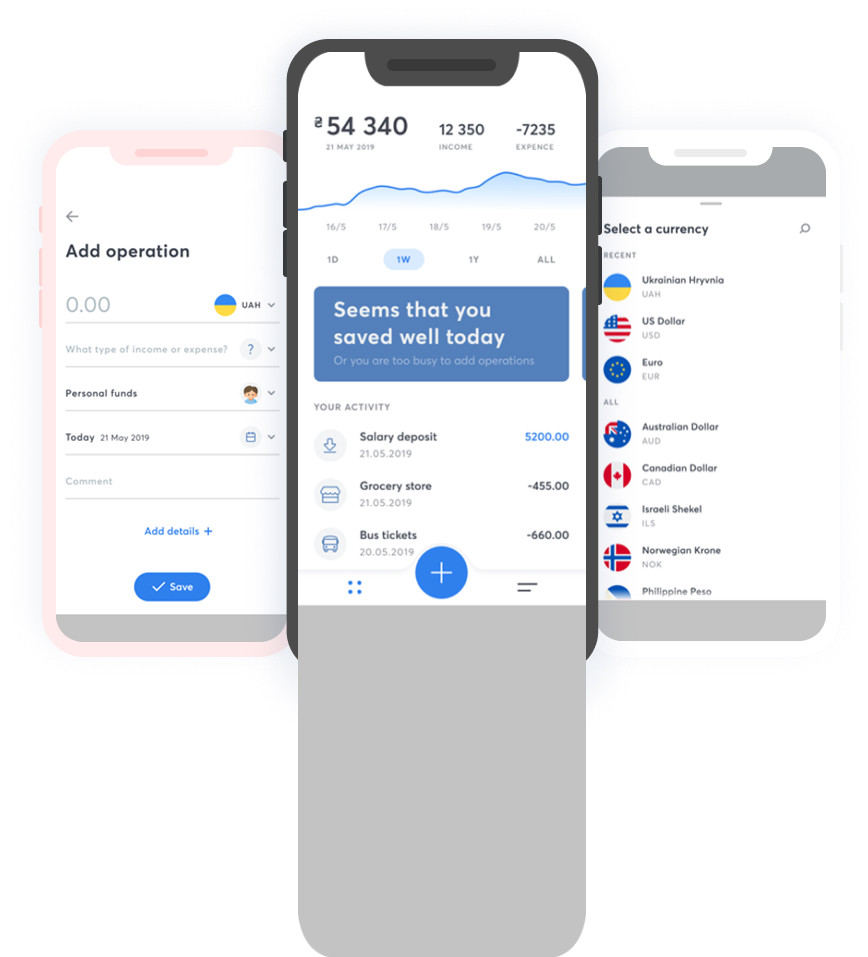 Add operation
0.00
UAH
What type of income or expense?
?
Personal funds
Today 21 May 2019
Comment
Add details +
Save
₴54 340
21 MAY 2019
12 350
INCOME
-7235
EXPENCE
16/5 17/5 18/5 19/5 20/5
1D 1W 1Y ALL
Seems that you
saved well today
Or you are too busy to add operations
YOUR ACTIVITY
Salary deposit 5200.00
21.05.2019
Grocery store -455.00
21.05.2019
Bus tickets -660.00
20.05.2019
Select a currency
RECENT
Ukrainian Hryvnia
UAH
US Dollar
USD
Euro
EUR
ALL
Australian Dollar
AUD
Canadian Dollar
CAD
Israeli Shekel
ILS
Norwegian Krone
NOK
Philippine Peso